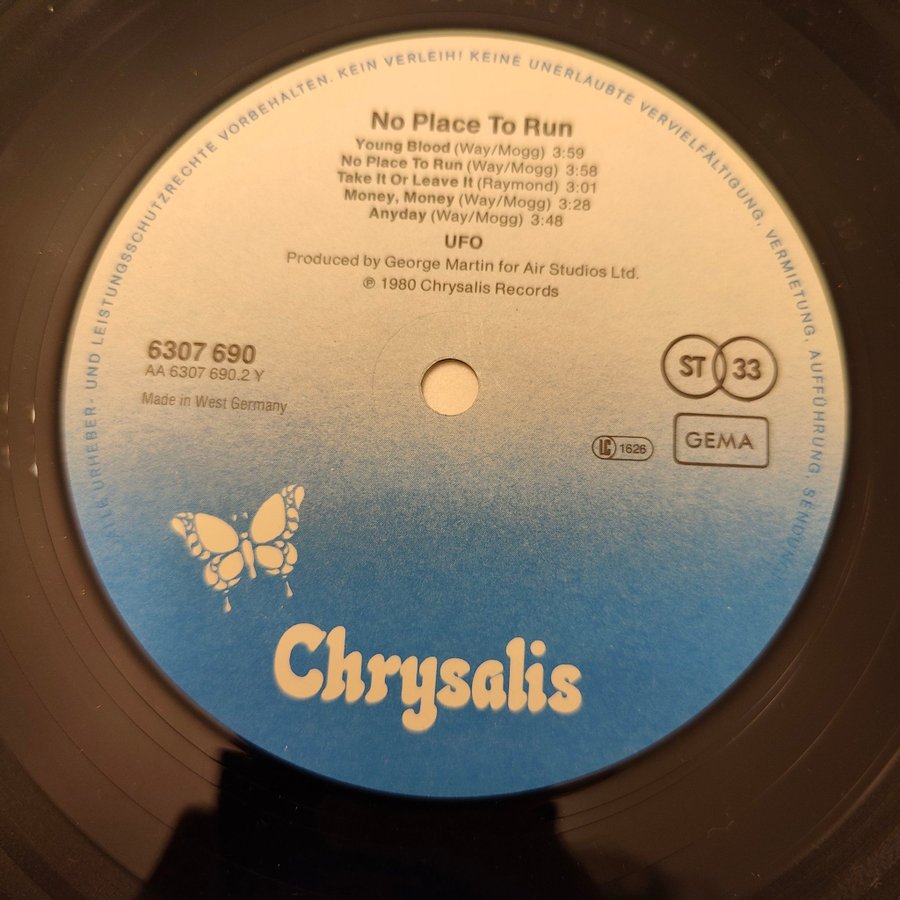 ALLE URHEBER- UND LEISTUNGSSCHUTZRECHTE VORBEHALTEN. KEIN VERLEIH! KEINE UNERLAUBTE VERVIELFÄLTIGUNG, VERMIETUNG, AUFFÜHRUNG, SENDUNG!
No Place To Run
Young Blood (Way/Mogg) 3:59
No Place To Run (Way/Mogg) 3:58
Take It Or Leave It (Raymond) 3:01
Money, Money (Way/Mogg) 3:28
Anyday (Way/Mogg) 3:48
UFO
Produced by George Martin for Air Studios Ltd.
℗ 1980 Chrysalis Records
6307 690
AA 6307 690.2 Y
Made in West Germany
ST 33
LC 1626
GEMA
Chrysalis